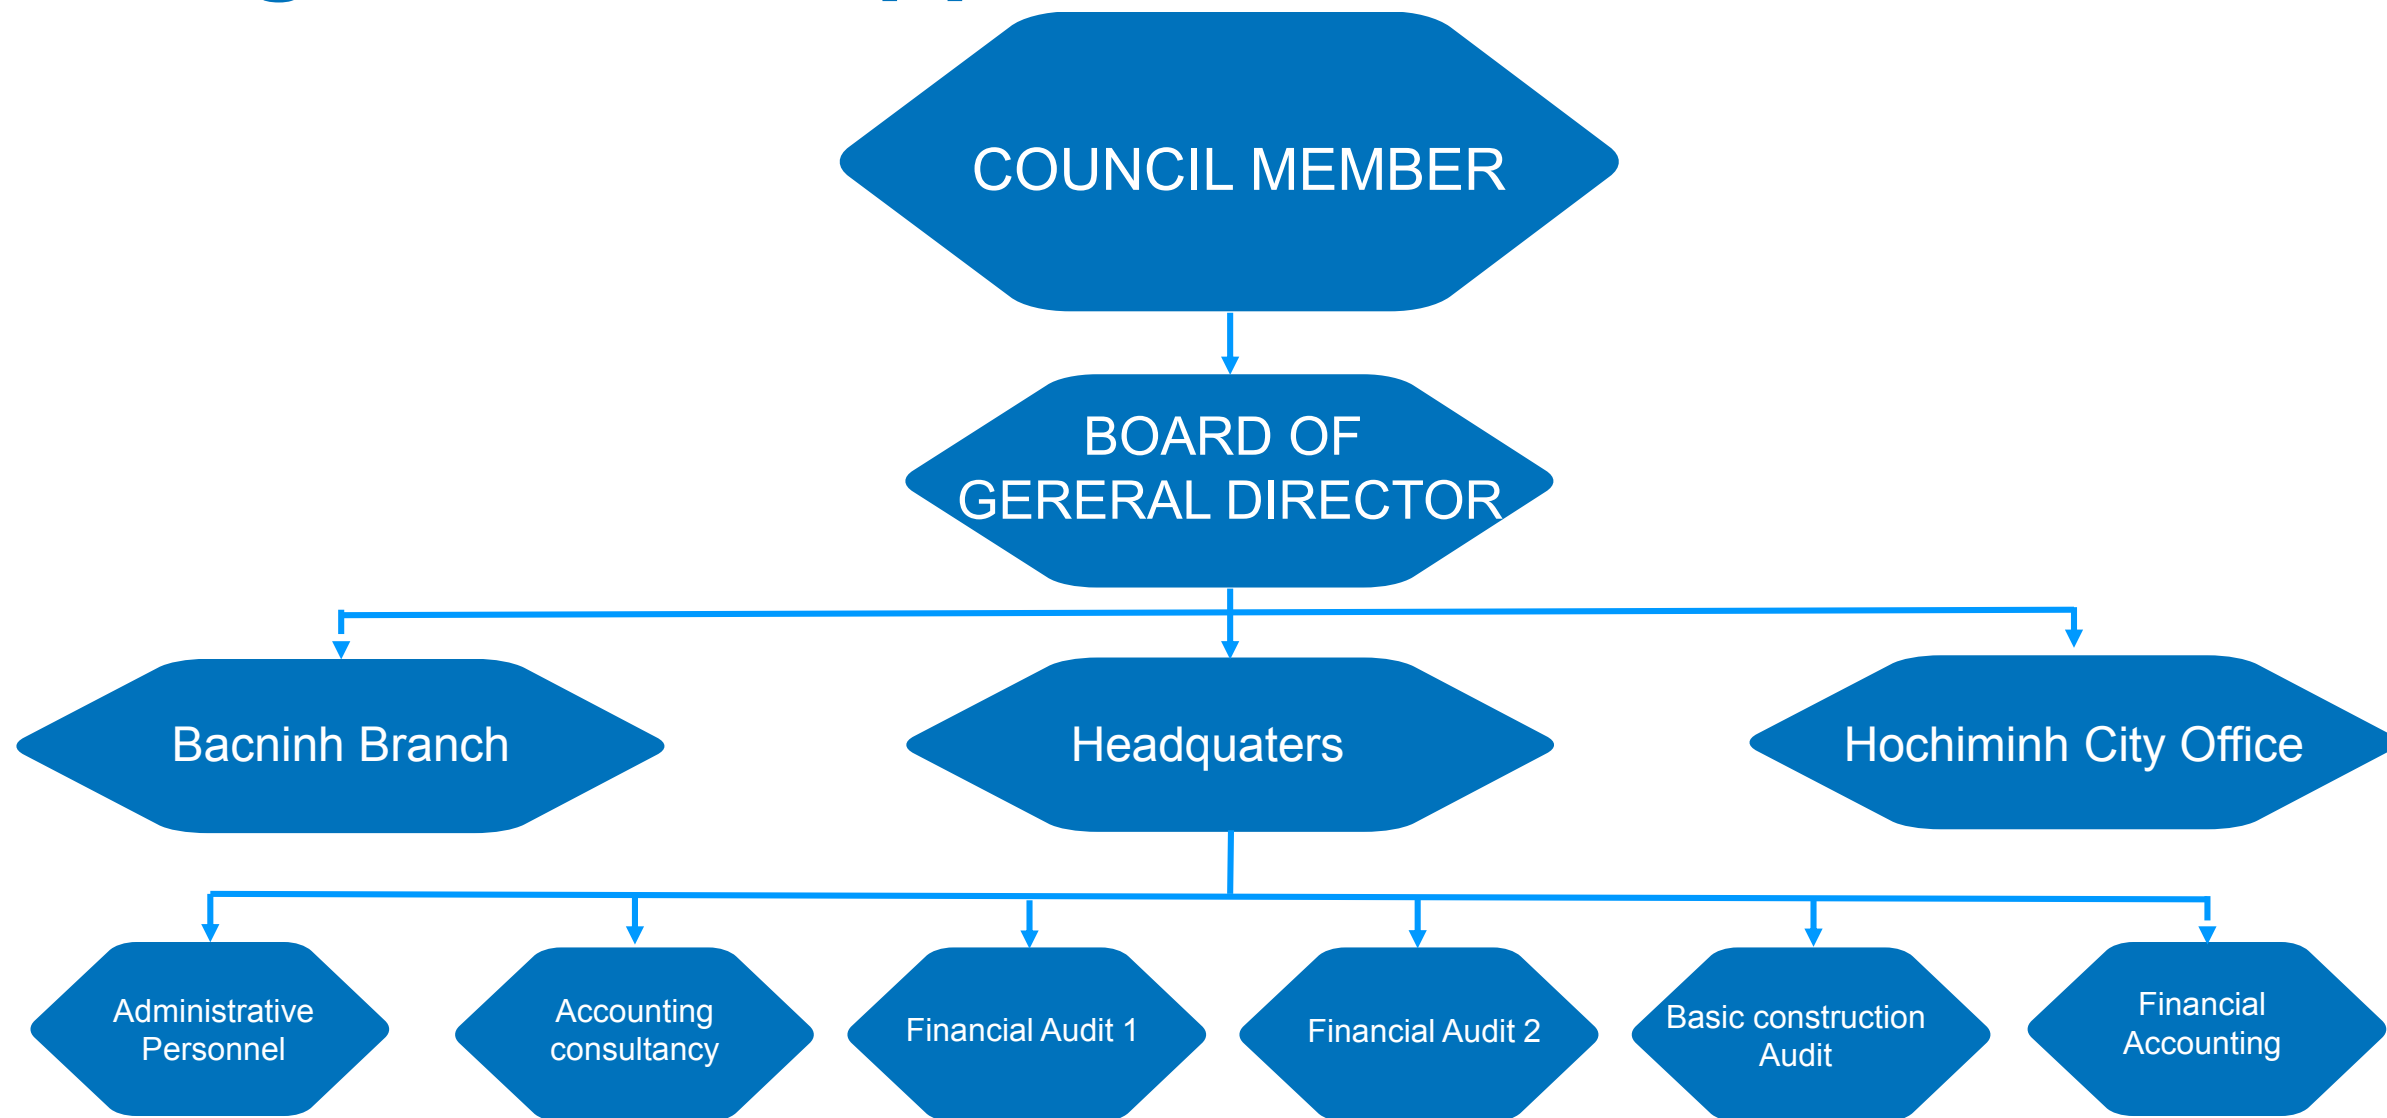 COUNCIL MEMBER
BOARD OF
GERERAL DIRECTOR
Bacninh Branch
Headquaters
Hochiminh City Office
Administrative
Personnel
Accounting
consultancy
Financial Audit 1
Financial Audit 2
Basic construction
Audit
Financial
Accounting